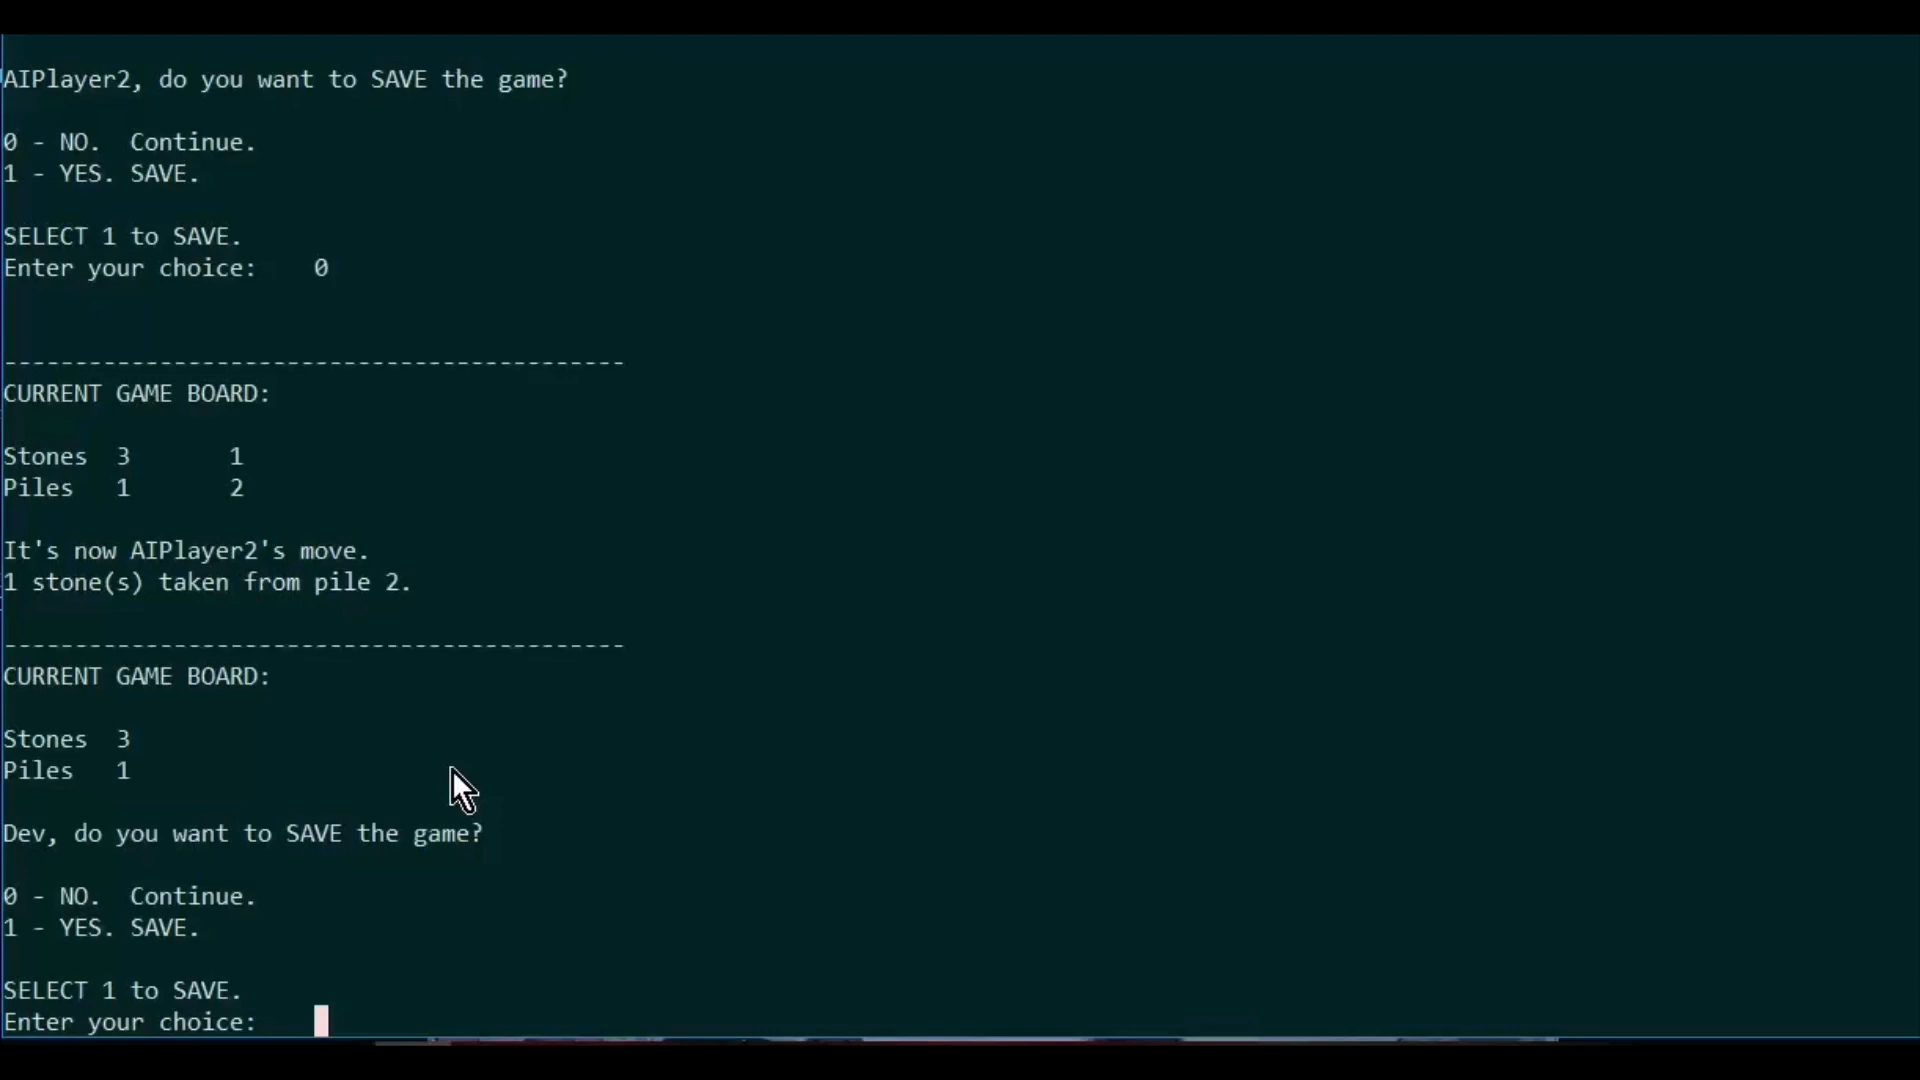 AIPlayer2, do you want to SAVE the game?
0 - NO.  Continue.
1 - YES. SAVE.
SELECT 1 to SAVE.
Enter your choice:    0
--------------------------------------------
CURRENT GAME BOARD:
Stones  3       1
Piles   1       2
It's now AIPlayer2's move.
1 stone(s) taken from pile 2.
--------------------------------------------
CURRENT GAME BOARD:
Stones  3
Piles   1
Dev, do you want to SAVE the game?
0 - NO.  Continue.
1 - YES. SAVE.
SELECT 1 to SAVE.
Enter your choice: